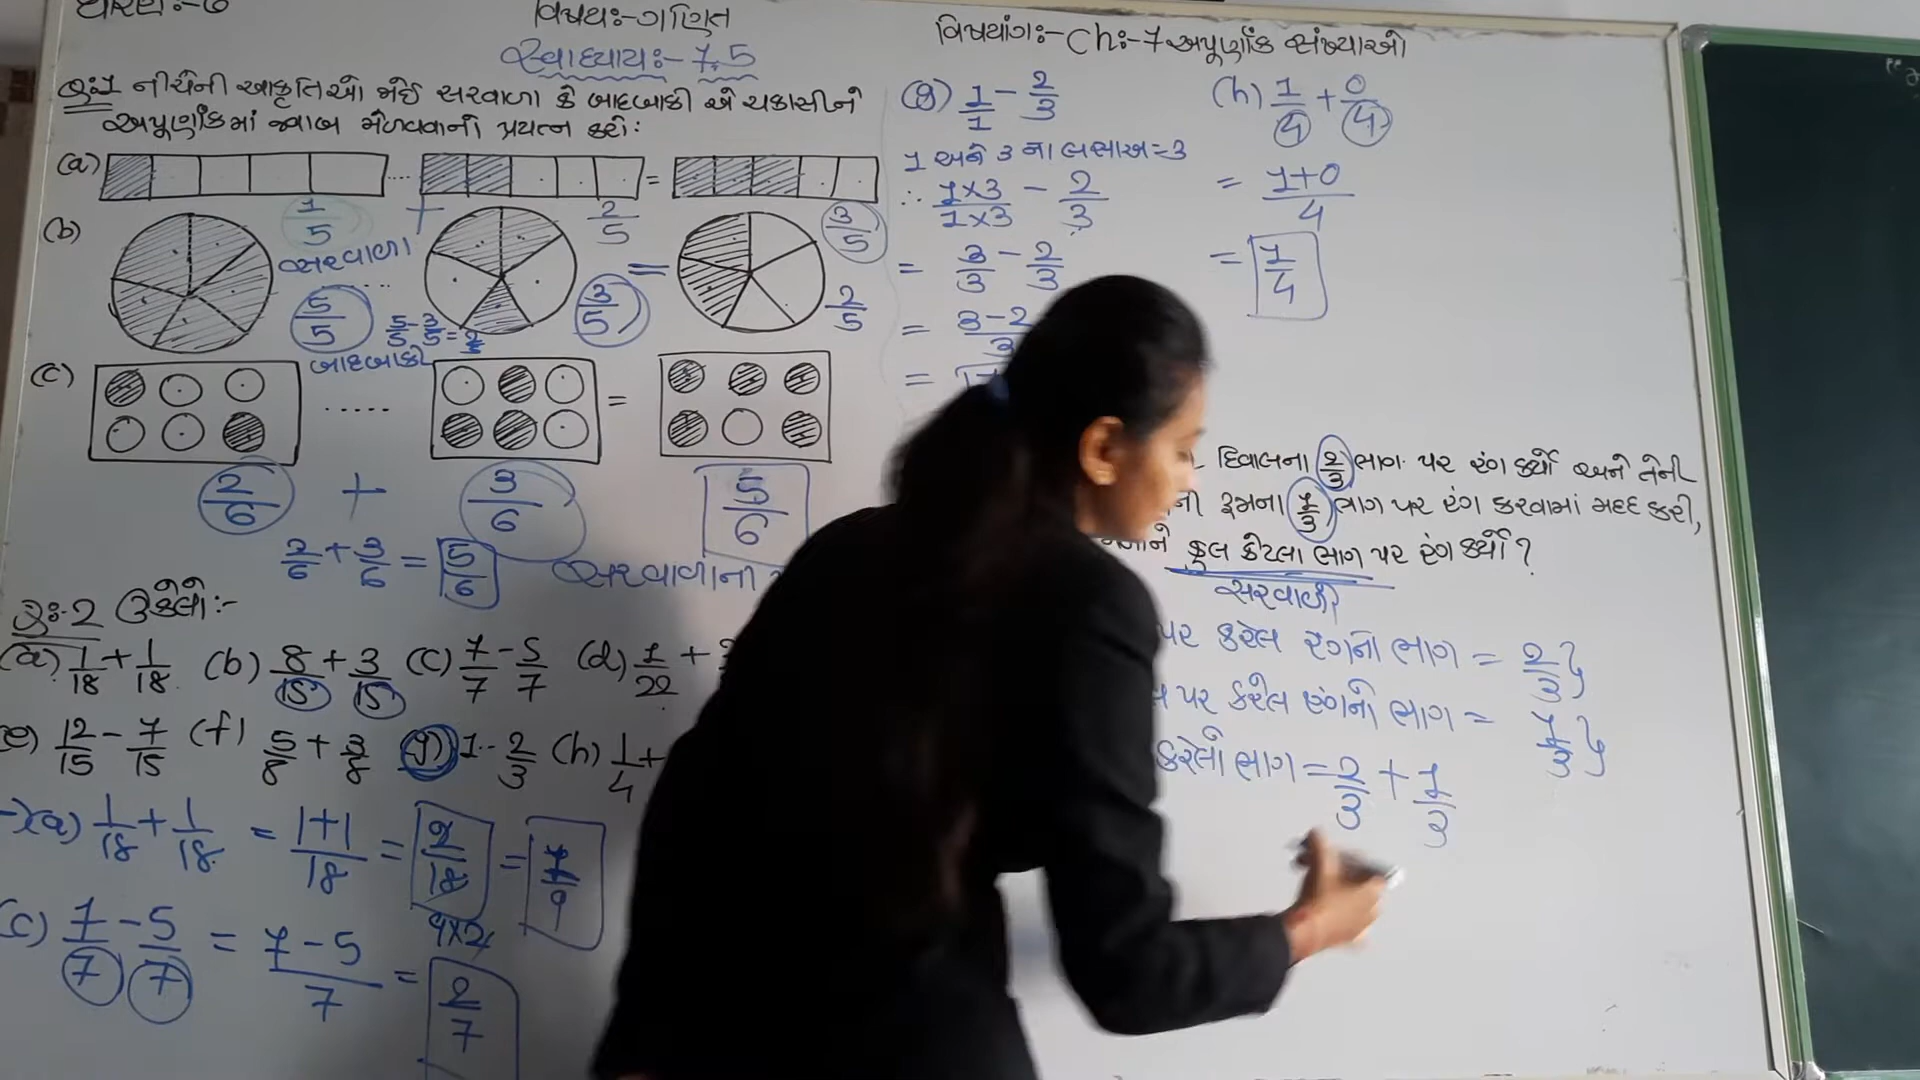 ધોરણ:-૬
વિષય:-ગણિત
વિષયાંગ:- Ch:-7 અપૂર્ણાંક સંખ્યાઓ
સ્વાધ્યાય:- 7.5
પ્ર:1 નીચેની આકૃતિઓ જોઈ સરવાળા કે બાદબાકી એ ચકાસીને
અપૂર્ણાંકમાં જવાબ મેળવવાનો પ્રયત્ન કરો:
(a) ..... =
1/5 + 2/5 3/5
(b) સરવાળા ..... =
5/5 5/5-3/5=2/5 3/5 2/5
બાદબાકી
(c) ..... =
2/6 + 3/6 5/6
2/6 + 3/6 = 5/6 સરવાળાની
પ્ર:-2 ઉકેલો:-
(a) 1/18 + 1/18 (b) 8/15 + 3/15 (c) 7/7 - 5/7 (d) 1/22 +
(e) 12/15 - 7/15 (f) 5/8 + 3/8 (g) 1 - 2/3 (h) 1/4 +
(a) 1/18 + 1/18 = 1+1/18 = 2/18 = 1/9
9×2
(c) 7/7 - 5/7 = 7-5/7 = 2/7
(g) 1/1 - 2/3
1 અને 3 ના લ સા અ = 3
∴ 1×3/1×3 - 2/3
= 3/3 - 2/3
= 3-2/3
=
(h) 1/4 + 0/4
= 1+0/4
= 1/4
દિવાલના 2/3 ભાગ પર રંગ કર્યો અને તેની
રૂમના 1/3 ભાગ પર રંગ કરવામાં મદદ કરી,
કુલ કેટલા ભાગ પર રંગ કર્યો?
સરવાળો
પર કરેલ રંગનો ભાગ = 2/3
પર કરેલ રંગનો ભાગ = 1/3
કરેલો ભાગ = 2/3 + 1/3